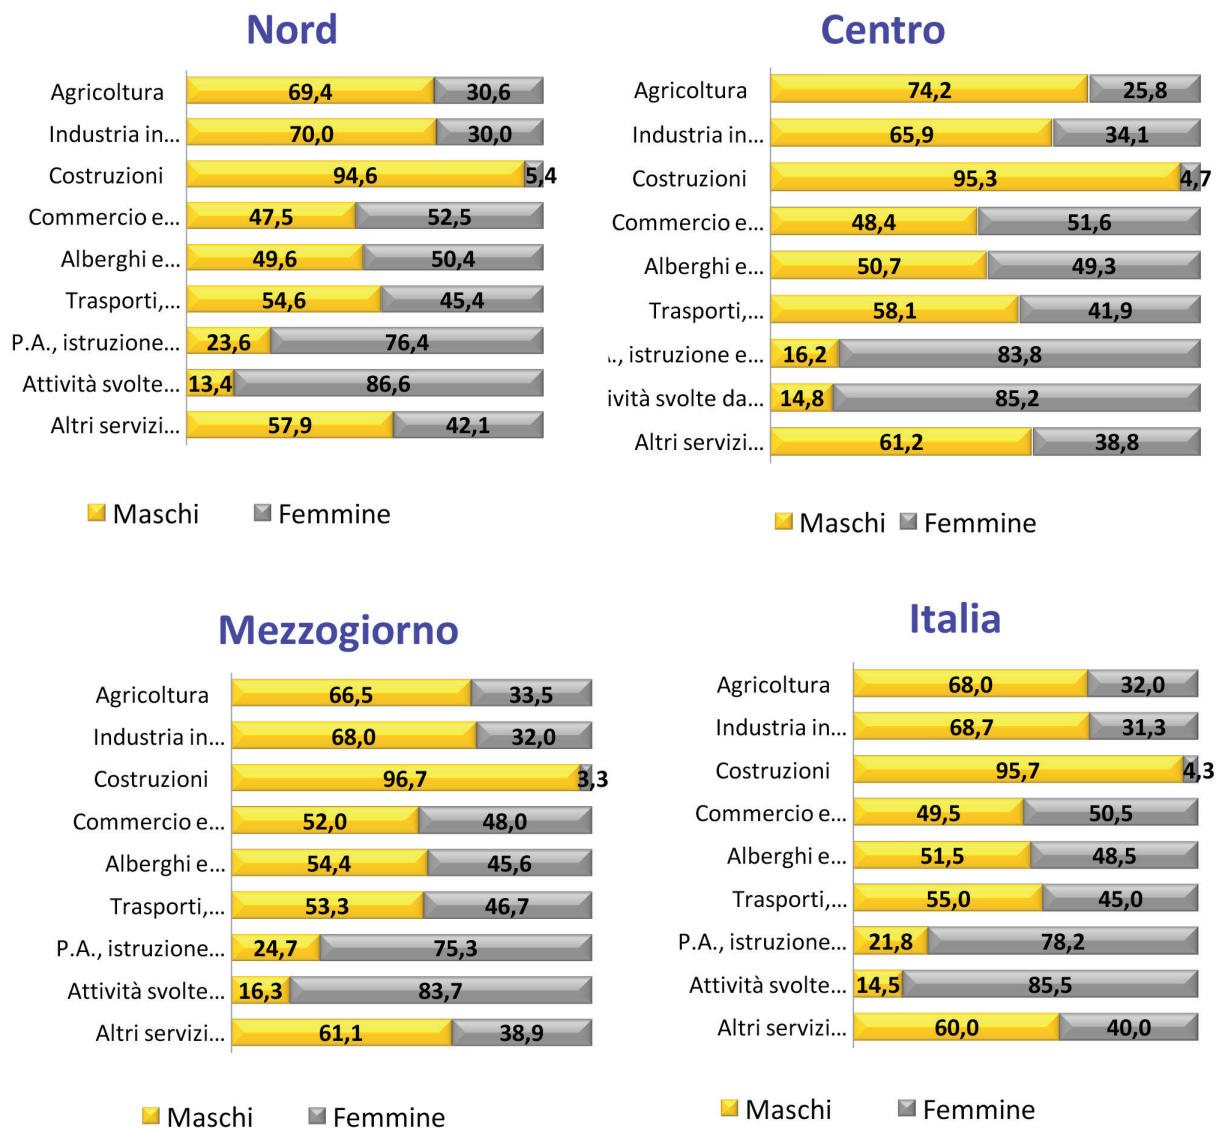 Nord
Agricoltura 69,4 30,6
Industria in... 70,0 30,0
Costruzioni 94,6 5,4
Commercio e... 47,5 52,5
Alberghi e... 49,6 50,4
Trasporti,... 54,6 45,4
P.A., istruzione... 23,6 76,4
Attività svolte... 13,4 86,6
Altri servizi... 57,9 42,1
Maschi Femmine
Centro
Agricoltura 74,2 25,8
Industria in... 65,9 34,1
Costruzioni 95,3 4,7
Commercio e... 48,4 51,6
Alberghi e... 50,7 49,3
Trasporti,... 58,1 41,9
., istruzione e... 16,2 83,8
ività svolte da... 14,8 85,2
Altri servizi... 61,2 38,8
Maschi Femmine
Mezzogiorno
Agricoltura 66,5 33,5
Industria in... 68,0 32,0
Costruzioni 96,7 3,3
Commercio e... 52,0 48,0
Alberghi e... 54,4 45,6
Trasporti,... 53,3 46,7
P.A., istruzione... 24,7 75,3
Attività svolte... 16,3 83,7
Altri servizi... 61,1 38,9
Maschi Femmine
Italia
Agricoltura 68,0 32,0
Industria in... 68,7 31,3
Costruzioni 95,7 4,3
Commercio e... 49,5 50,5
Alberghi e... 51,5 48,5
Trasporti,... 55,0 45,0
P.A., istruzione... 21,8 78,2
Attività svolte... 14,5 85,5
Altri servizi... 60,0 40,0
Maschi Femmine